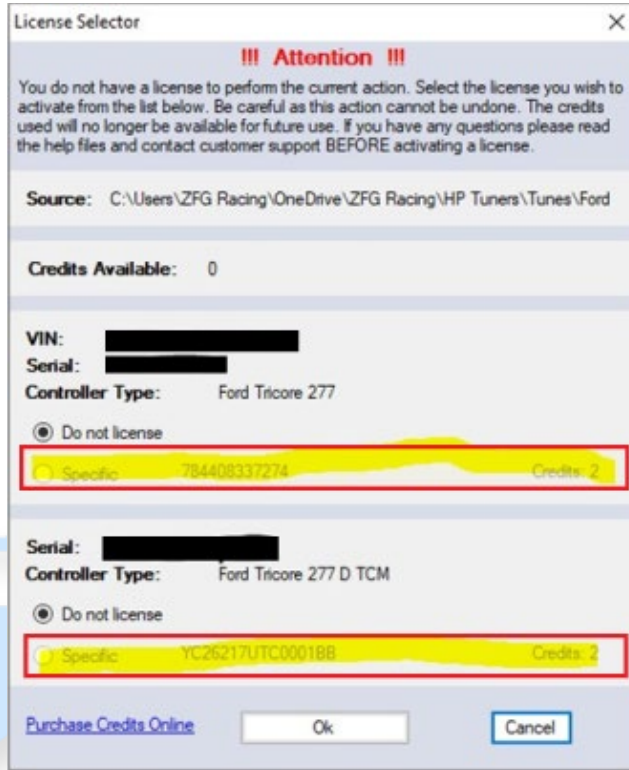 License Selector
!!! Attention !!!
You do not have a license to perform the current action. Select the license you wish to
activate from the list below. Be careful as this action cannot be undone. The credits
used will no longer be available for future use. If you have any questions please read
the help files and contact customer support BEFORE activating a license.
Source: C:\Users\ZFG Racing\OneDrive\ZFG Racing\HP Tuners\Tunes\Ford
Credits Available: 0
VIN:
Serial:
Controller Type: Ford Tricore 277
Do not license
Specific 784408337274 Credits: 2
Serial:
Controller Type: Ford Tricore 277 D TCM
Do not license
Specific YC26217UTC0001BB Credits: 2
Purchase Credits Online Ok Cancel